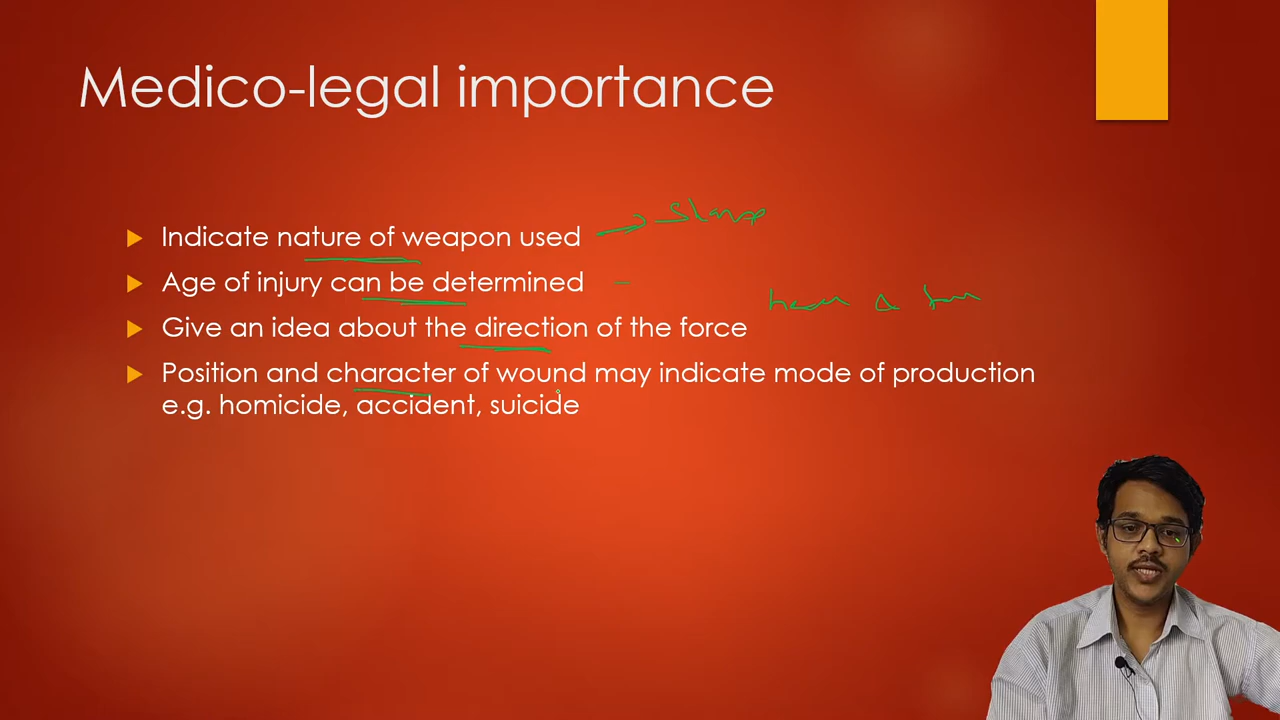 Medico-legal importance
Indicate nature of weapon used
Sharp
Age of injury can be determined
Give an idea about the direction of the force
Position and character of wound may indicate mode of production
e.g. homicide, accident, suicide